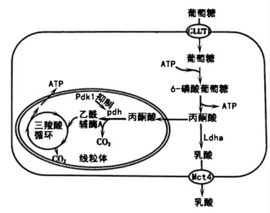 葡萄糖
GLUT1
葡萄糖
ATP
6-磷酸葡萄糖
ATP
ATP
Pdk1
抑制
三羧酸
循环
乙酰
辅酶A
pdh
丙酮酸
丙酮酸
CO₂
CO₂
Ldha
线粒体
乳酸
Mct4
乳酸